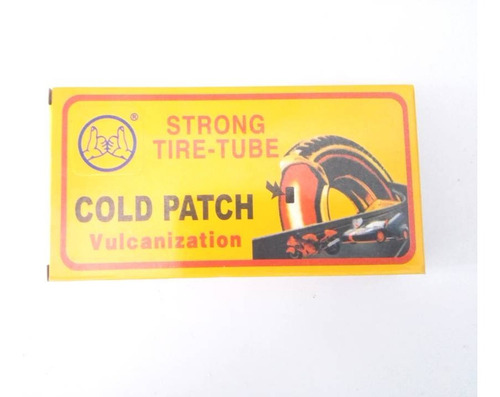 ®
STRONG
TIRE-TUBE
COLD PATCH
Vulcanization